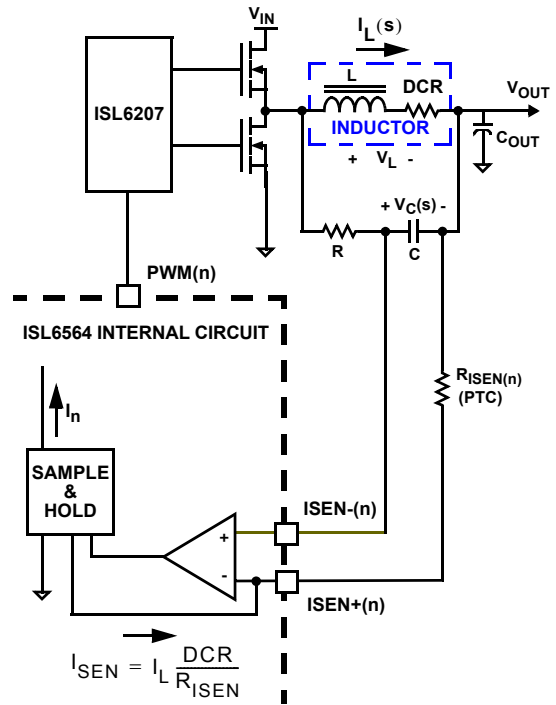 V_IN
I_L(s)
ISL6207
L
DCR
V_OUT
INDUCTOR
C_OUT
+ V_L -
+ V_C(s) -
R
C
PWM(n)
ISL6564 INTERNAL CIRCUIT
R_ISEN(n)
(PTC)
I_n
SAMPLE
&
HOLD
ISEN-(n)
+
-
ISEN+(n)
I_SEN = I_L DCR / R_ISEN